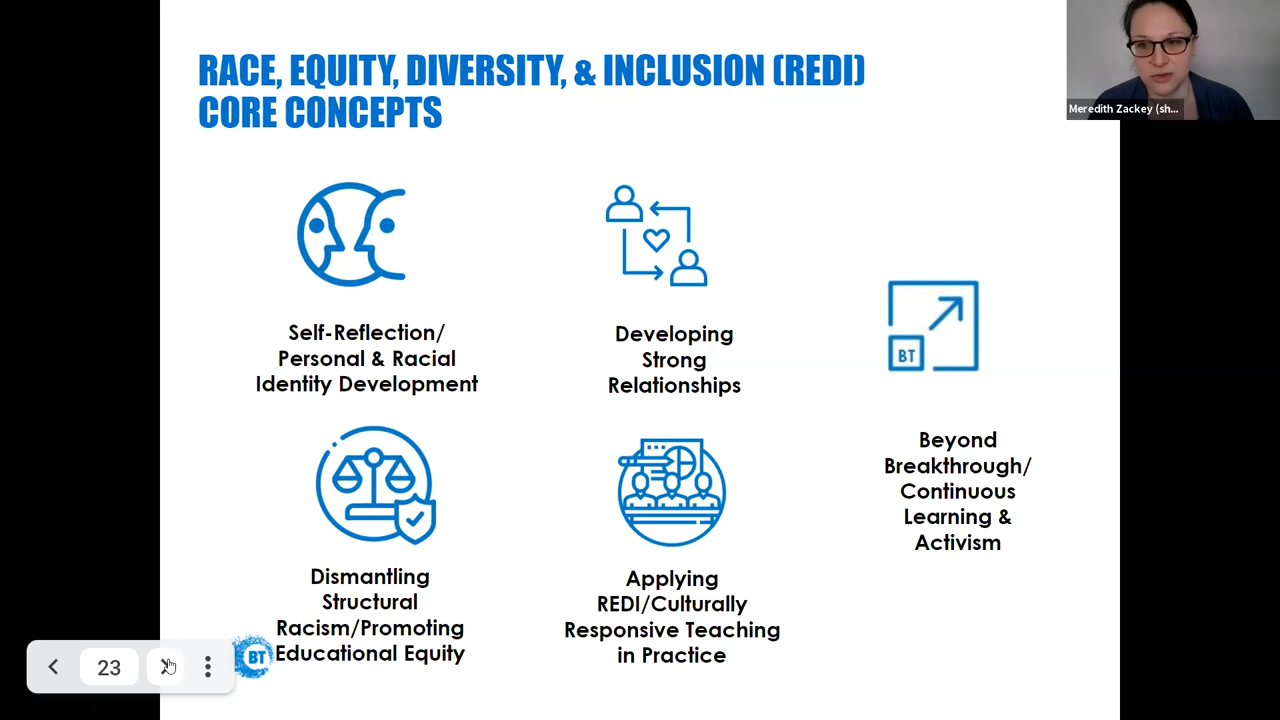 RACE, EQUITY, DIVERSITY, & INCLUSION (REDI)
CORE CONCEPTS
Meredith Zackey (sh...
Self-Reflection/
Personal & Racial
Identity Development
Developing
Strong
Relationships
BT
Beyond
Breakthrough/
Continuous
Learning &
Activism
Dismantling
Structural
Racism/Promoting
Educational Equity
Applying
REDI/Culturally
Responsive Teaching
in Practice
BT
23